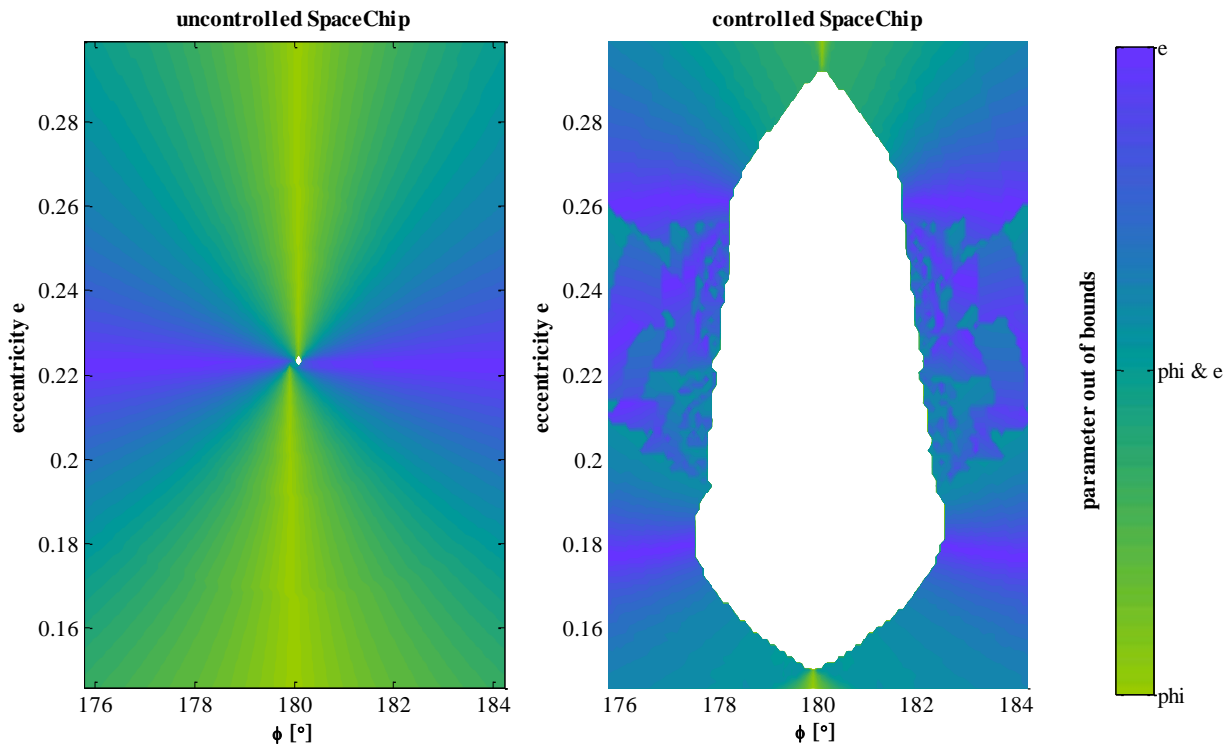 uncontrolled SpaceChip
controlled SpaceChip
0.28
0.26
0.24
0.22
0.2
0.18
0.16
eccentricity e
176
178
180
182
184
ϕ [°]
0.28
0.26
0.24
0.22
0.2
0.18
0.16
eccentricity e
176
178
180
182
184
ϕ [°]
e
phi & e
phi
parameter out of bounds